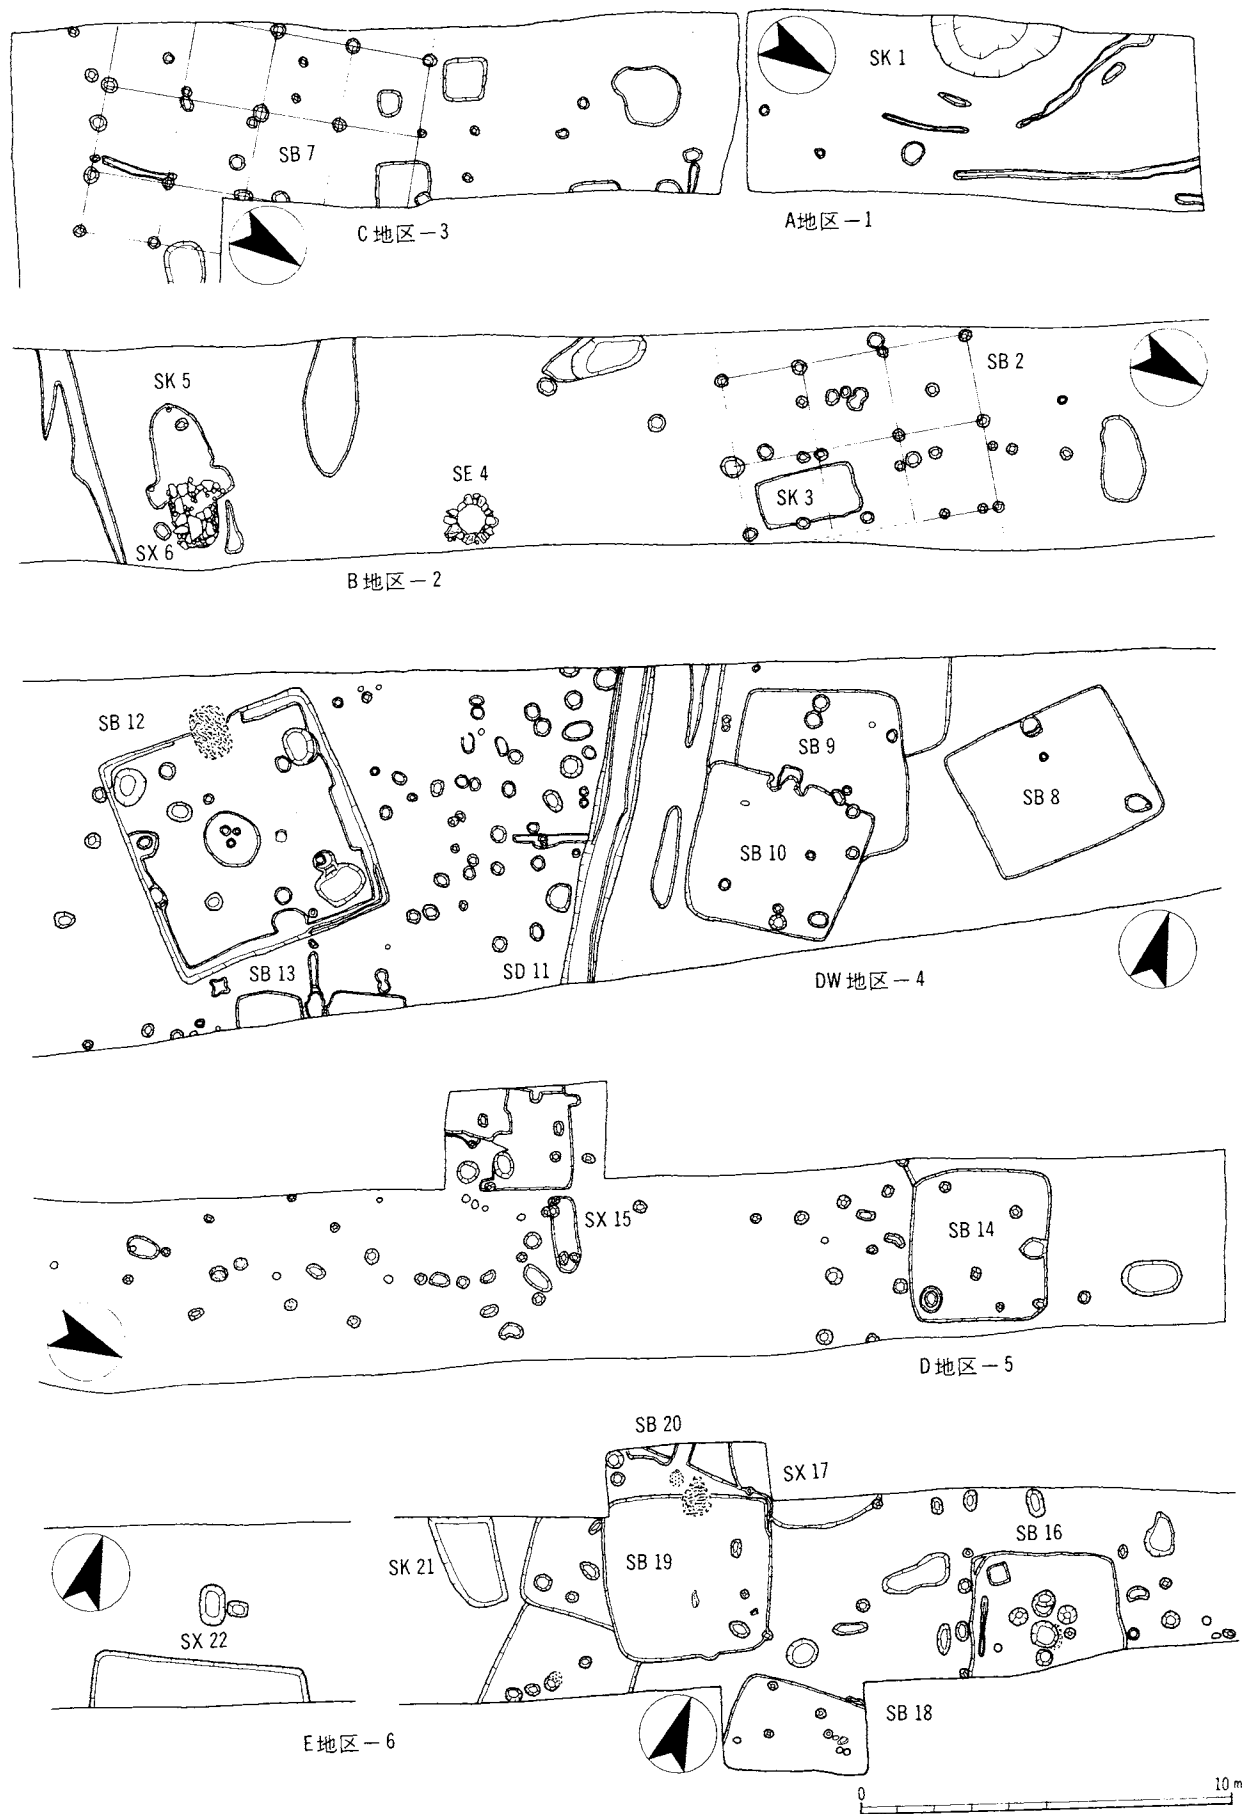 SK 1
SB 7
C地区－3
A地区－1
SB 2
SK 5
SE 4
SK 3
SX 6
B地区－2
SB 12
SB 9
SB 8
SB 10
SB 13
SD 11
DW地区－4
SX 15
SB 14
D地区－5
SB 20
SX 17
SB 16
SK 21
SB 19
SX 22
SB 18
E地区－6
0 10 m